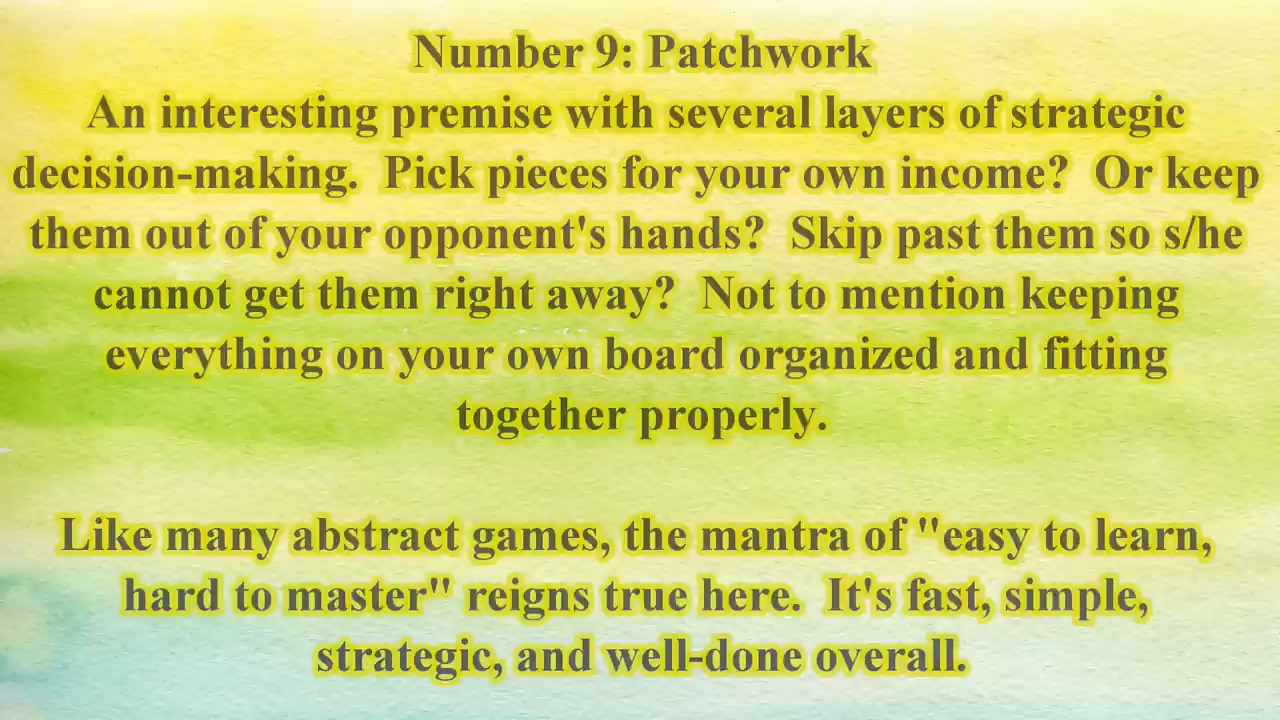 Number 9: Patchwork
An interesting premise with several layers of strategic
decision-making.  Pick pieces for your own income?  Or keep
them out of your opponent's hands?  Skip past them so s/he
cannot get them right away?  Not to mention keeping
everything on your own board organized and fitting
together properly.

Like many abstract games, the mantra of "easy to learn,
hard to master" reigns true here.  It's fast, simple,
strategic, and well-done overall.